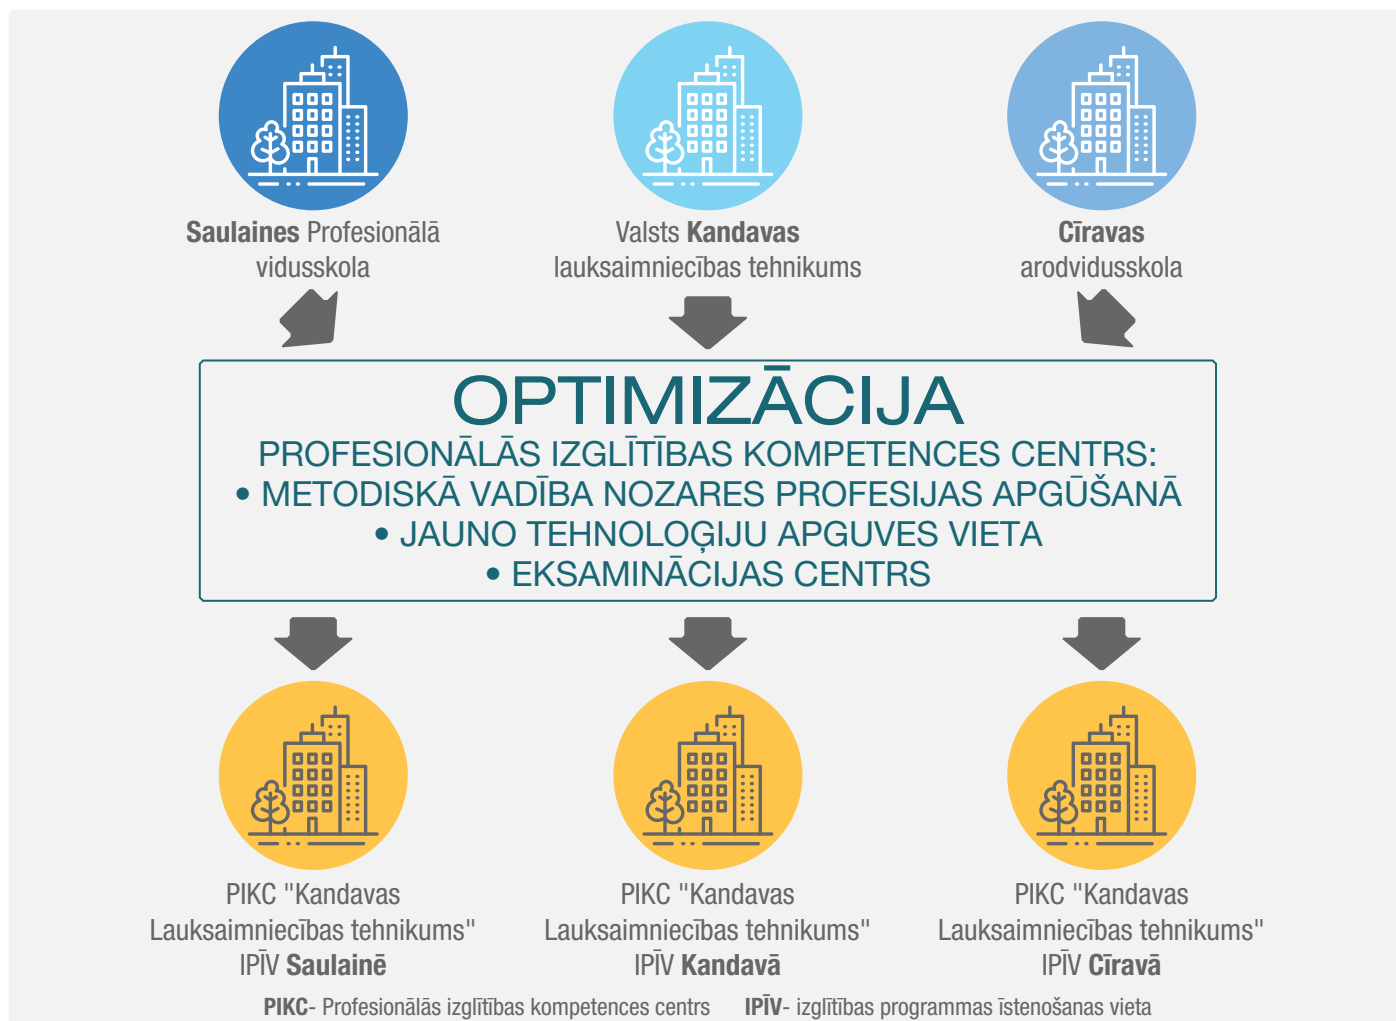 Saulaines Profesionālā
vidusskola
Valsts Kandavas
lauksaimniecības tehnikums
Cīravas
arodvidusskola
OPTIMIZĀCIJA
PROFESIONĀLĀS IZGLĪTĪBAS KOMPETENCES CENTRS:
• METODISKĀ VADĪBA NOZARES PROFESIJAS APGŪŠANĀ
• JAUNO TEHNOLOĢIJU APGUVES VIETA
• EKSAMINĀCIJAS CENTRS
PIKC "Kandavas
Lauksaimniecības tehnikums"
IPĪV Saulainē
PIKC "Kandavas
Lauksaimniecības tehnikums"
IPĪV Kandavā
PIKC "Kandavas
Lauksaimniecības tehnikums"
IPĪV Cīravā
PIKC- Profesionālās izglītības kompetences centrs IPĪV- izglītības programmas īstenošanas vieta